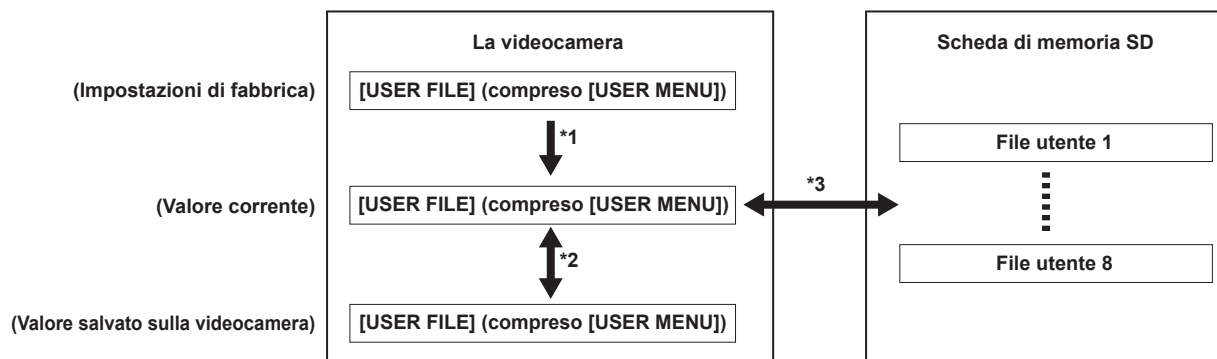 La videocamera
Scheda di memoria SD
(Impostazioni di fabbrica)
[USER FILE] (compreso [USER MENU])
*1
File utente 1
*3
(Valore corrente)
[USER FILE] (compreso [USER MENU])
*2
File utente 8
(Valore salvato sulla videocamera)
[USER FILE] (compreso [USER MENU])